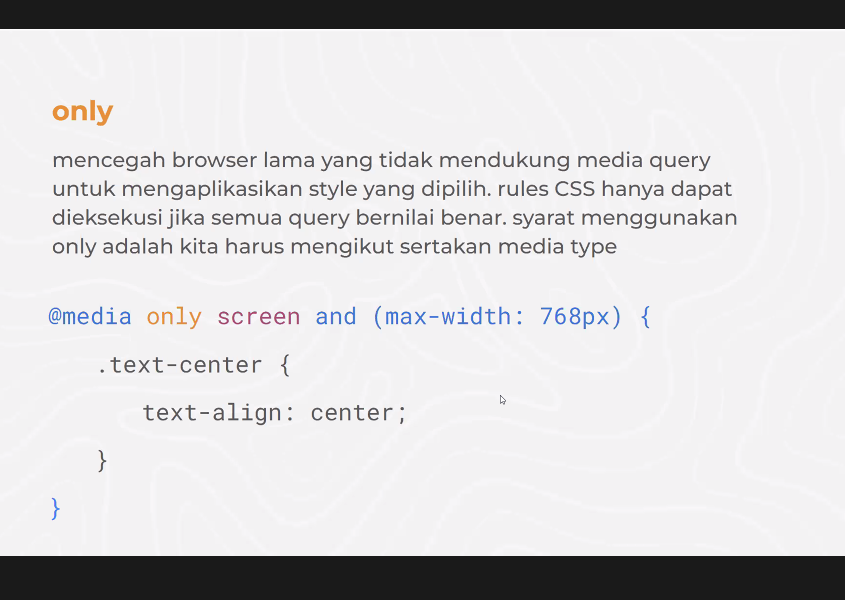 only
mencegah browser lama yang tidak mendukung media query
untuk mengaplikasikan style yang dipilih. rules CSS hanya dapat
dieksekusi jika semua query bernilai benar. syarat menggunakan
only adalah kita harus mengikut sertakan media type
@media only screen and (max-width: 768px) {
.text-center {
text-align: center;
}
}